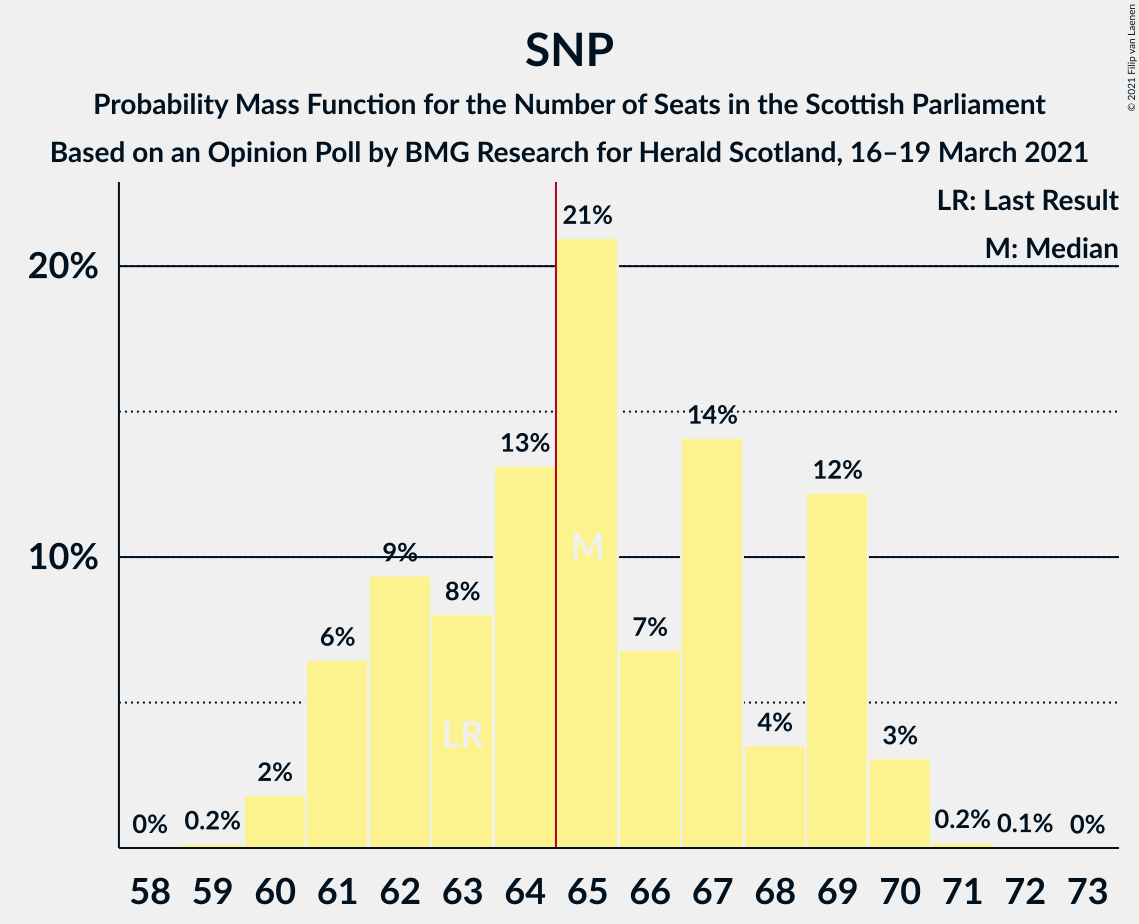 SNP
Probability Mass Function for the Number of Seats in the Scottish Parliament
Based on an Opinion Poll by BMG Research for Herald Scotland, 16–19 March 2021
© 2021 Filip van Laenen
LR: Last Result
M: Median
20%
10%
0%
0.2%
2%
6%
9%
8%
13%
21%
7%
14%
4%
12%
3%
0.2%
0.1%
0%
LR
M
58 59 60 61 62 63 64 65 66 67 68 69 70 71 72 73